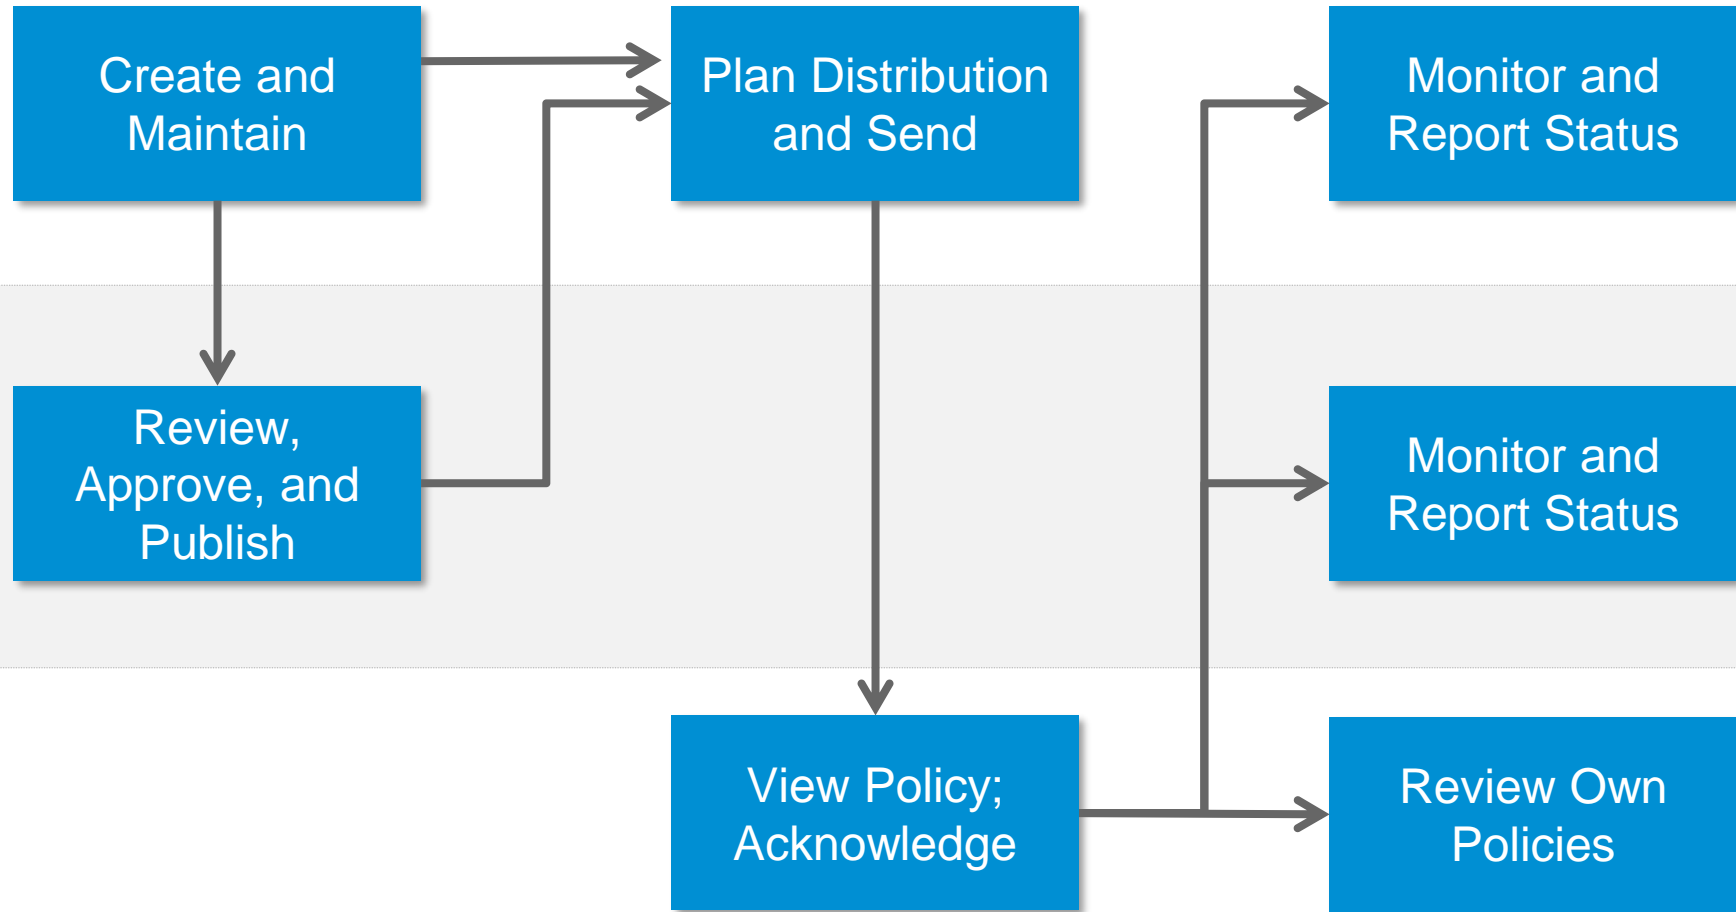 Create and
Maintain
Plan Distribution
and Send
Monitor and
Report Status
Review,
Approve, and
Publish
Monitor and
Report Status
View Policy;
Acknowledge
Review Own
Policies